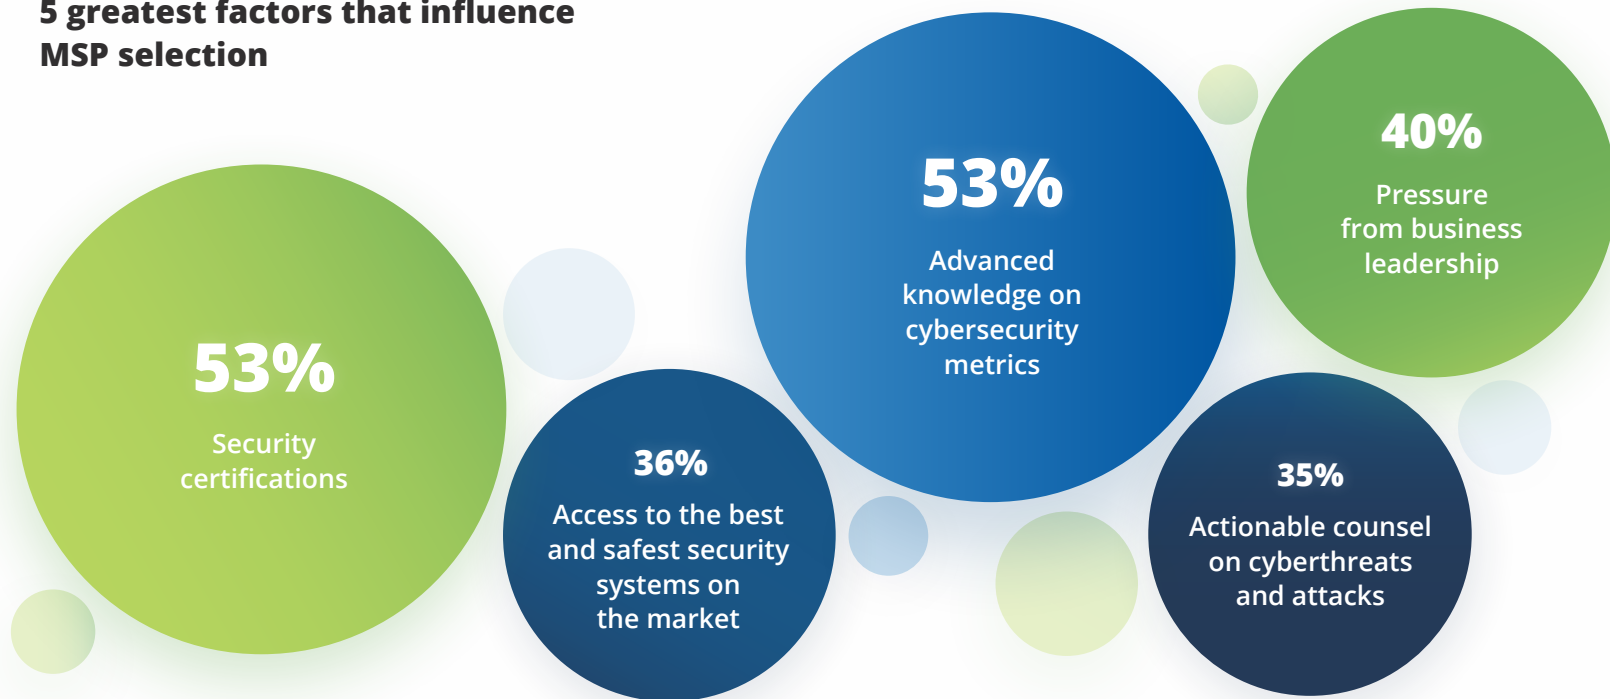 5 greatest factors that influence
MSP selection
53%
Security
certifications
36%
Access to the best
and safest security
systems on
the market
53%
Advanced
knowledge on
cybersecurity
metrics
40%
Pressure
from business
leadership
35%
Actionable counsel
on cyberthreats
and attacks